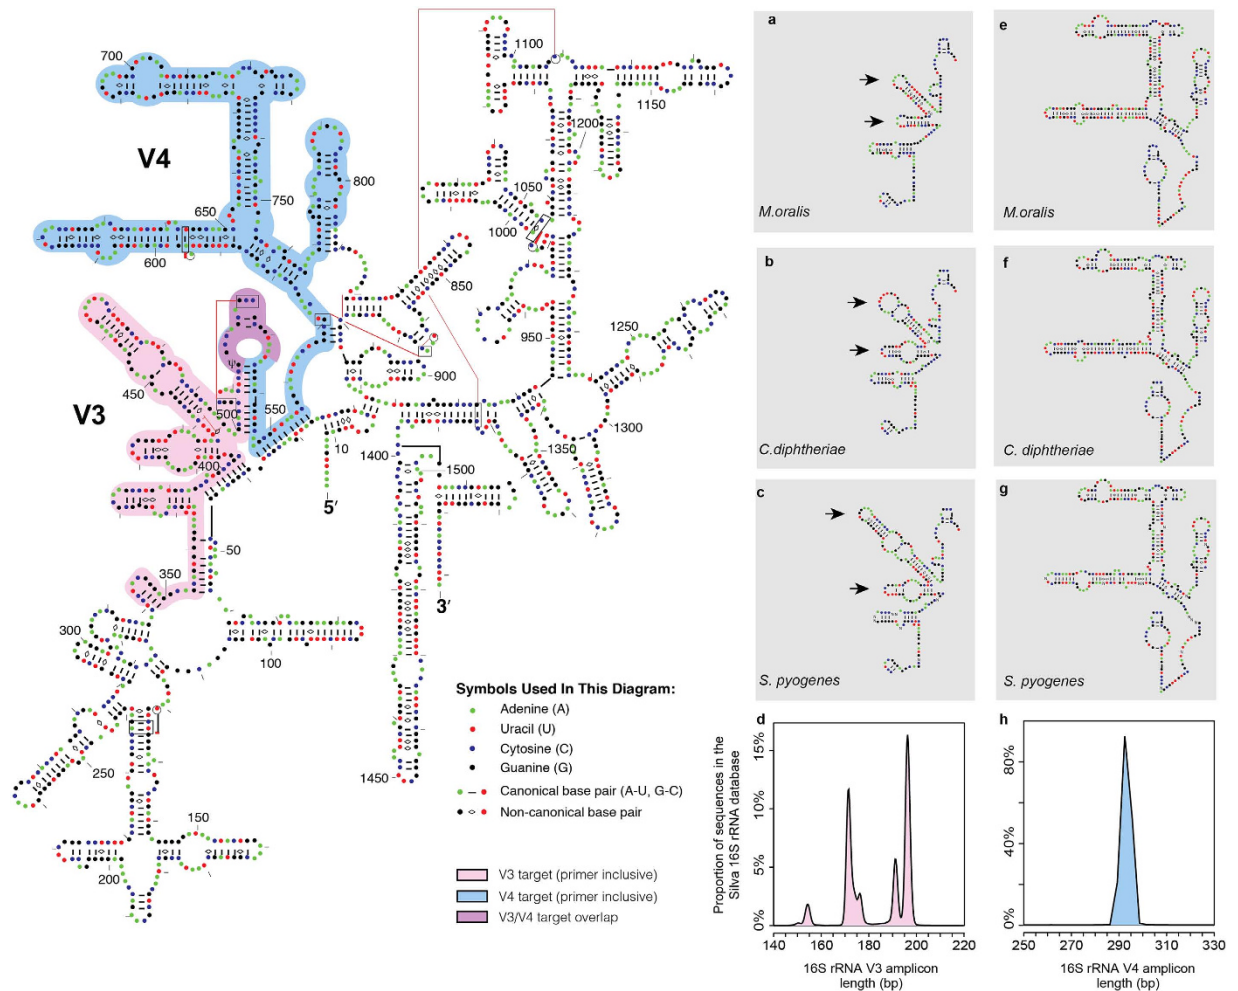 700
V4
800
750
650
600
V3
450
500
550
400
350
300
250
200
150
100
50
10
5′
3′
1100
1150
1200
1050
1000
950
850
900
1250
1300
1350
1400
1500
1450
Symbols Used In This Diagram:
Adenine (A)
Uracil (U)
Cytosine (C)
Guanine (G)
Canonical base pair (A-U, G-C)
Non-canonical base pair
V3 target (primer inclusive)
V4 target (primer inclusive)
V3/V4 target overlap
a
M.oralis
b
C.diphtheriae
c
S. pyogenes
d
Proportion of sequences in the
Silva 16S rRNA database
15%
10%
5%
0%
140 160 180 200 220
16S rRNA V3 amplicon
length (bp)
e
M.oralis
f
C. diphtheriae
g
S. pyogenes
h
80%
40%
0%
250 270 290 310 330
16S rRNA V4 amplicon
length (bp)